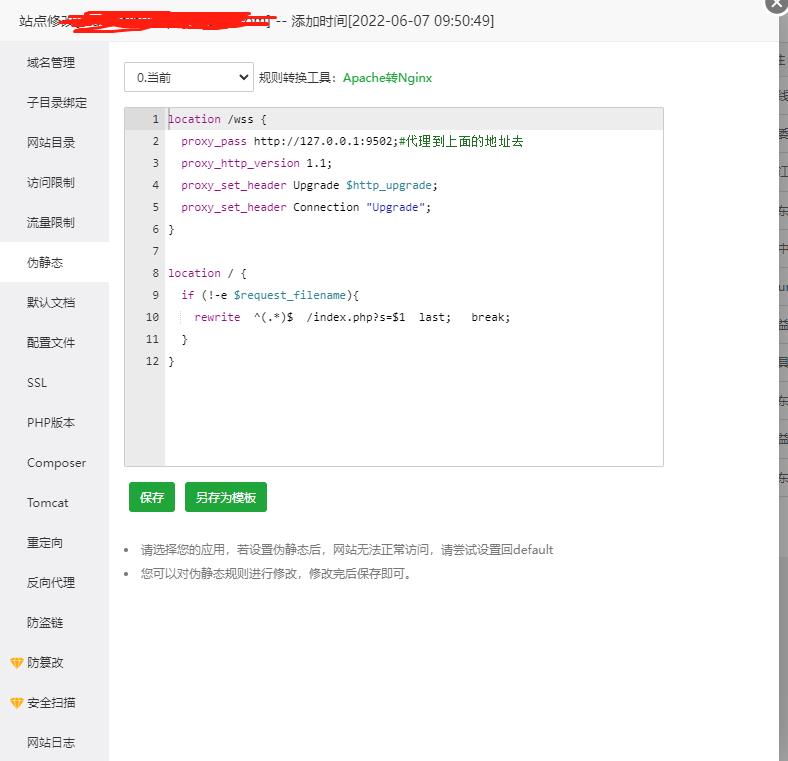 站点修改 -- 添加时间[2022-06-07 09:50:49]
域名管理
子目录绑定
网站目录
访问限制
流量限制
伪静态
默认文档
配置文件
SSL
PHP版本
Composer
Tomcat
重定向
反向代理
防盗链
防篡改
安全扫描
网站日志
0.当前 规则转换工具：Apache转Nginx
1 location /wss {
2 proxy_pass http://127.0.0.1:9502;#代理到上面的地址去
3 proxy_http_version 1.1;
4 proxy_set_header Upgrade $http_upgrade;
5 proxy_set_header Connection "Upgrade";
6 }
7
8 location / {
9 if (!-e $request_filename){
10 rewrite ^(.*)$ /index.php?s=$1 last; break;
11 }
12 }
保存 另存为模板
请选择您的应用，若设置伪静态后，网站无法正常访问，请尝试设置回default
您可以对伪静态规则进行修改，修改完后保存即可。